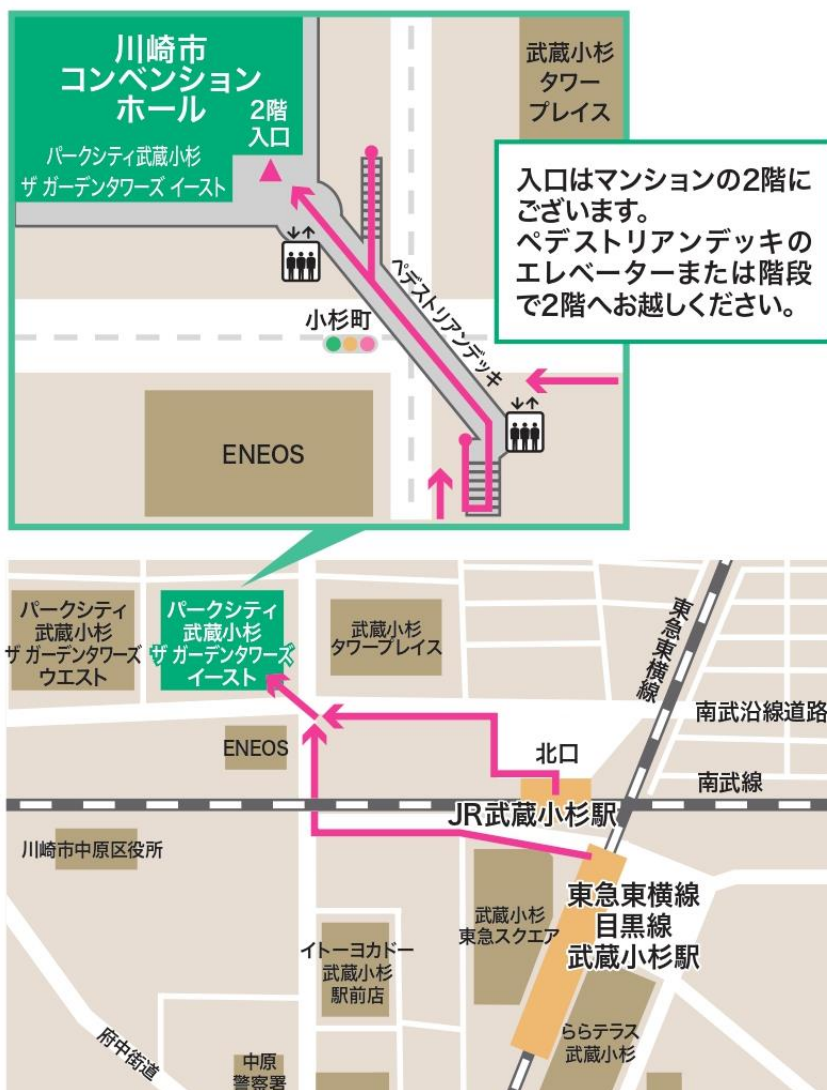 川崎市
コンベンション
ホール
2階
入口
パークシティ武蔵小杉
ザ ガーデンタワーズ イースト
武蔵小杉
タワー
プレイス
入口はマンションの2階に
ございます。
ペデストリアンデッキの
エレベーターまたは階段
で2階へお越しください。
ペデストリアンデッキ
小杉町
ENEOS
パークシティ
武蔵小杉
ザ ガーデンタワーズ
ウエスト
パークシティ
武蔵小杉
ザ ガーデンタワーズ
イースト
武蔵小杉
タワープレイス
東急東横線
南武沿線道路
ENEOS
北口
南武線
JR武蔵小杉駅
川崎市中原区役所
東急東横線
目黒線
武蔵小杉駅
武蔵小杉
東急スクエア
イトーヨカドー
武蔵小杉
駅前店
ららテラス
武蔵小杉
府中街道
中原
警察署